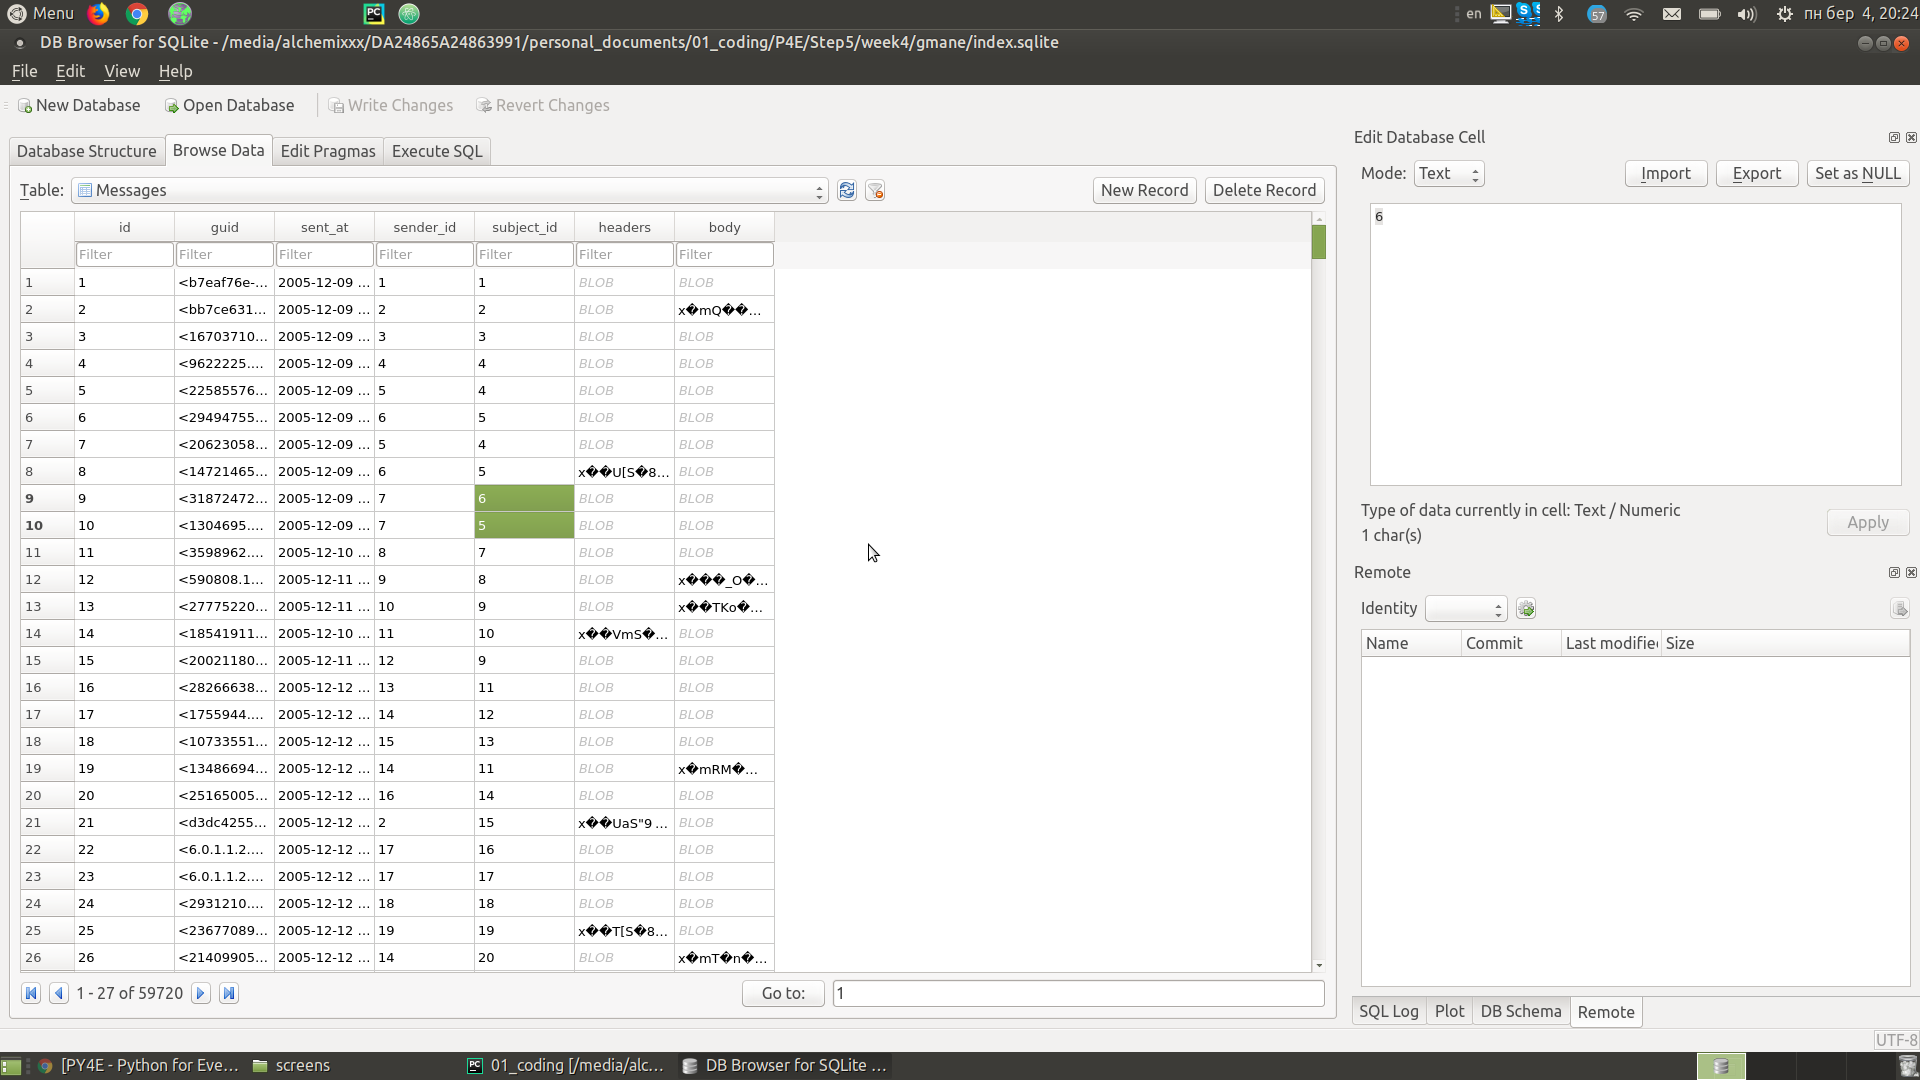 Menu en 57 пн бер 4, 20:24
DB Browser for SQLite - /media/alchemixxx/DA24865A24863991/personal_documents/01_coding/P4E/Step5/week4/gmane/index.sqlite
File Edit View Help
New Database Open Database Write Changes Revert Changes
Database Structure Browse Data Edit Pragmas Execute SQL
Table: Messages New Record Delete Record
id guid sent_at sender_id subject_id headers body
Filter Filter Filter Filter Filter Filter Filter
1 1 <b7eaf76e-... 2005-12-09 ... 1 1 BLOB BLOB
2 2 <bb7ce631... 2005-12-09 ... 2 2 BLOB x�mQ��...
3 3 <16703710... 2005-12-09 ... 3 3 BLOB BLOB
4 4 <9622225.... 2005-12-09 ... 4 4 BLOB BLOB
5 5 <22585576... 2005-12-09 ... 5 4 BLOB BLOB
6 6 <29494755... 2005-12-09 ... 6 5 BLOB BLOB
7 7 <20623058... 2005-12-09 ... 5 4 BLOB BLOB
8 8 <14721465... 2005-12-09 ... 6 5 x��U[S�8... BLOB
9 9 <31872472... 2005-12-09 ... 7 6 BLOB BLOB
10 10 <1304695.... 2005-12-09 ... 7 5 BLOB BLOB
11 11 <3598962.... 2005-12-10 ... 8 7 BLOB BLOB
12 12 <590808.1... 2005-12-11 ... 9 8 BLOB x���_O�...
13 13 <27775220... 2005-12-11 ... 10 9 BLOB x��TKo�...
14 14 <18541911... 2005-12-10 ... 11 10 x��VmS�... BLOB
15 15 <20021180... 2005-12-11 ... 12 9 BLOB BLOB
16 16 <28266638... 2005-12-12 ... 13 11 BLOB BLOB
17 17 <1755944.... 2005-12-12 ... 14 12 BLOB BLOB
18 18 <10733551... 2005-12-12 ... 15 13 BLOB BLOB
19 19 <13486694... 2005-12-12 ... 14 11 BLOB x�mRM�...
20 20 <25165005... 2005-12-12 ... 16 14 BLOB BLOB
21 21 <d3dc4255... 2005-12-12 ... 2 15 x��UaS"9 ... BLOB
22 22 <6.0.1.1.2.... 2005-12-12 ... 17 16 BLOB BLOB
23 23 <6.0.1.1.2.... 2005-12-12 ... 17 17 BLOB BLOB
24 24 <2931210.... 2005-12-12 ... 18 18 BLOB BLOB
25 25 <23677089... 2005-12-12 ... 19 19 x��T[S�8... BLOB
26 26 <21409905... 2005-12-12 ... 14 20 BLOB x�mT�n�...
1 - 27 of 59720 Go to: 1
Edit Database Cell
Mode: Text Import Export Set as NULL
6
Type of data currently in cell: Text / Numeric
1 char(s)
Apply
Remote
Identity
Name Commit Last modifie Size
SQL Log Plot DB Schema Remote
UTF-8
[PY4E - Python for Eve... screens 01_coding [/media/alc... DB Browser for SQLite ...